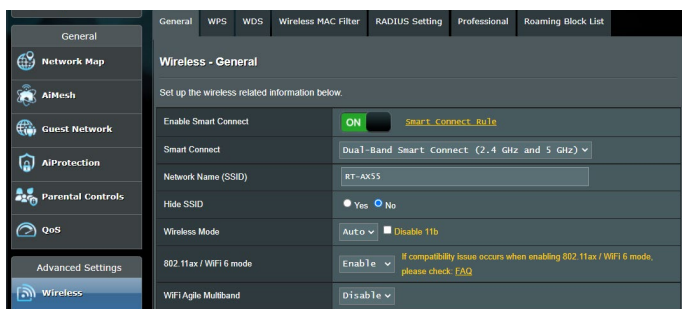 General
WPS
WDS
Wireless MAC Filter
RADIUS Setting
Professional
Roaming Block List
General
Network Map
AiMesh
Guest Network
AiProtection
Parental Controls
QoS
Advanced Settings
Wireless
Wireless - General
Set up the wireless related information below.
Enable Smart Connect
ON
Smart Connect Rule
Smart Connect
Dual-Band Smart Connect (2.4 GHz and 5 GHz)
Network Name (SSID)
RT-AX55
Hide SSID
Yes No
Wireless Mode
Auto
Disable 11b
802.11ax / WiFi 6 mode
Enable
If compatibility issue occurs when enabling 802.11ax / WiFi 6 mode,
please check: FAQ
WiFi Agile Multiband
Disable